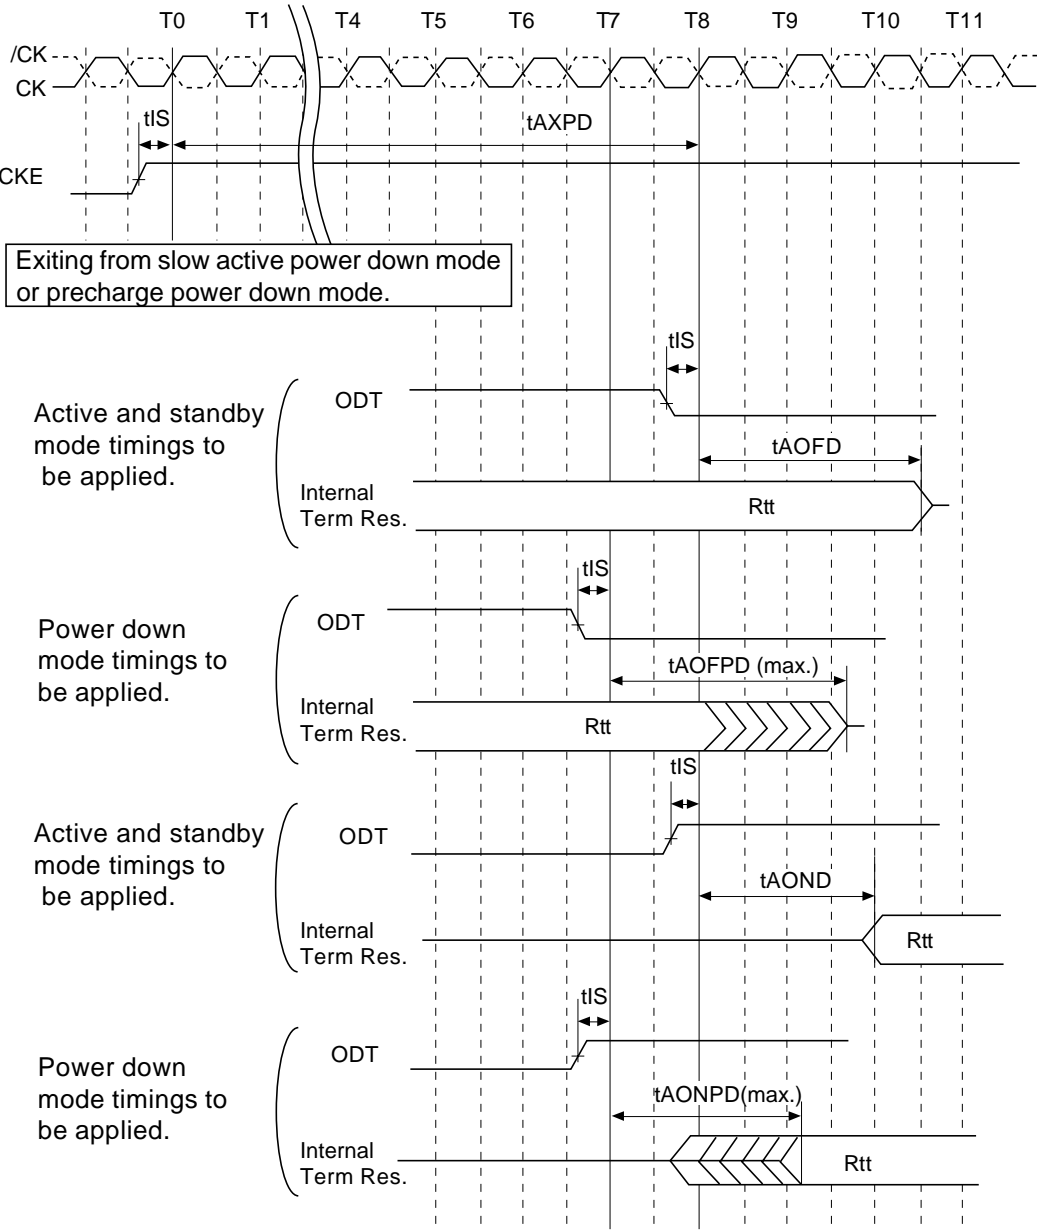 T0 T1 T4 T5 T6 T7 T8 T9 T10 T11
/CK
CK
tIS
tAXPD
CKE
Exiting from slow active power down mode
or precharge power down mode.
tIS
ODT
Active and standby
mode timings to
be applied.
tAOFD
Internal
Term Res.
Rtt
tIS
ODT
Power down
mode timings to
be applied.
tAOFPD (max.)
Internal
Term Res.
Rtt
tIS
ODT
Active and standby
mode timings to
be applied.
tAOND
Internal
Term Res.
Rtt
tIS
ODT
Power down
mode timings to
be applied.
tAONPD(max.)
Internal
Term Res.
Rtt